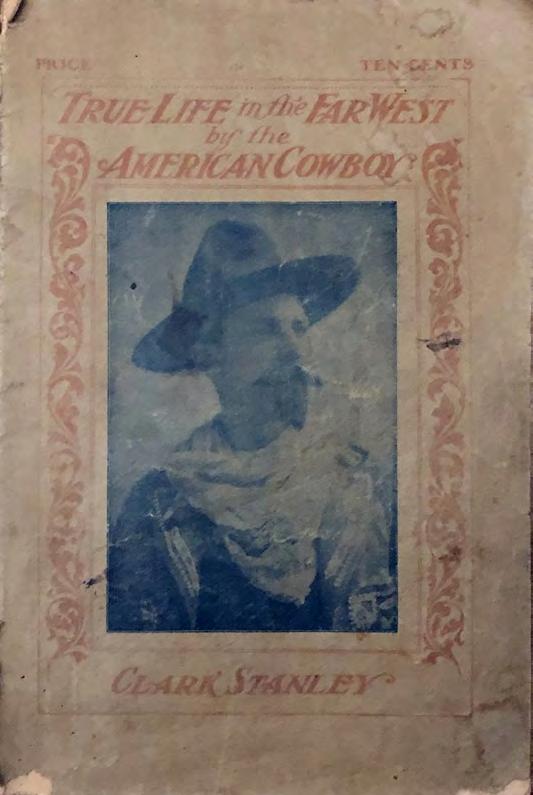 PRICE TEN CENTS
TRUE LIFE in the FAR WEST
by the
AMERICAN COWBOY
CLARK STANLEY